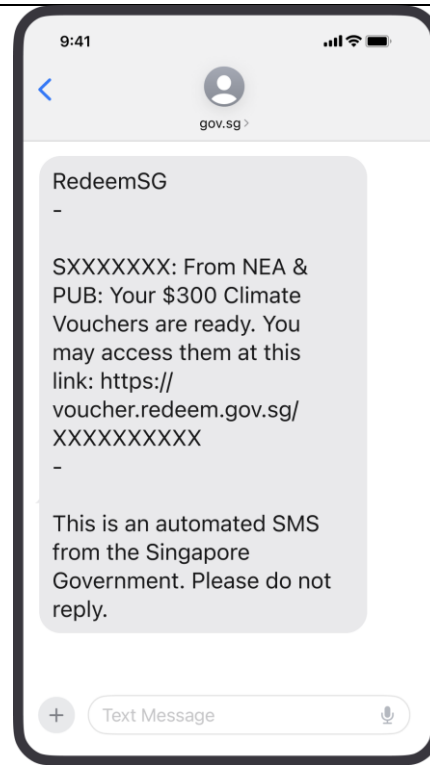 9:41
gov.sg
RedeemSG
-
SXXXXXXX: From NEA &
PUB: Your $300 Climate
Vouchers are ready. You
may access them at this
link: https://
voucher.redeem.gov.sg/
XXXXXXXXXX
-
This is an automated SMS
from the Singapore
Government. Please do not
reply.
Text Message